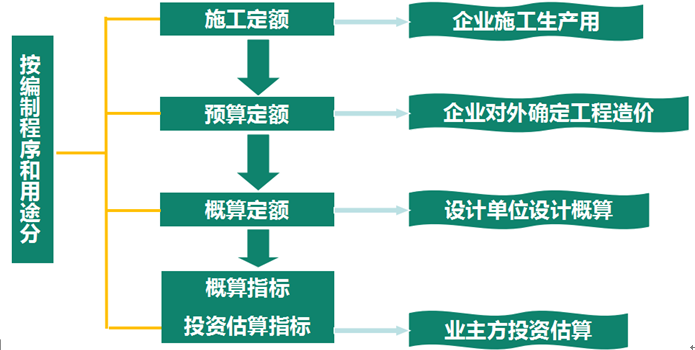 按编制程序和用途分
施工定额
企业施工生产用
预算定额
企业对外确定工程造价
概算定额
设计单位设计概算
概算指标
投资估算指标
业主方投资估算